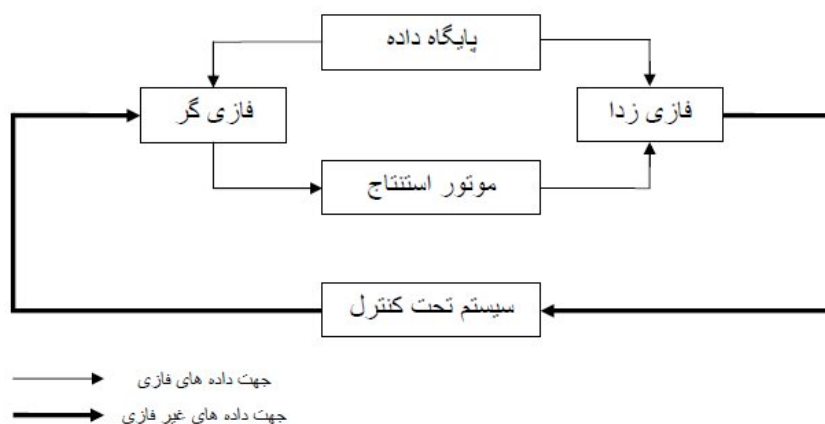 پایگاه داده
فازی گر
فازی زدا
موتور استنتاج
سیستم تحت کنترل
جهت داده های فازی
جهت داده های غیر فازی